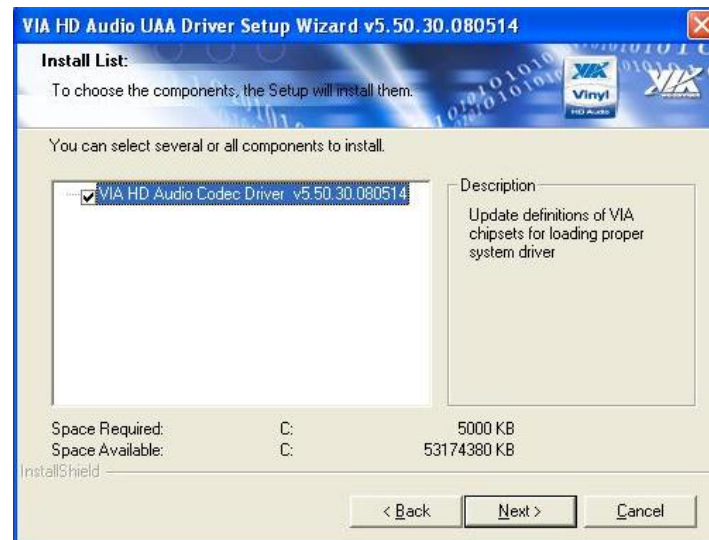 VIA HD Audio UAA Driver Setup Wizard v5.50.30.080514
Install List:
To choose the components, the Setup will install them.
VIA
Vinyl
HD Audio
VIA
You can select several or all components to install.
VIA HD Audio Codec Driver v5.50.30.080514
Description
Update definitions of VIA
chipsets for loading proper
system driver
Space Required: C: 5000 KB
Space Available: C: 53174380 KB
InstallShield
< Back
Next >
Cancel